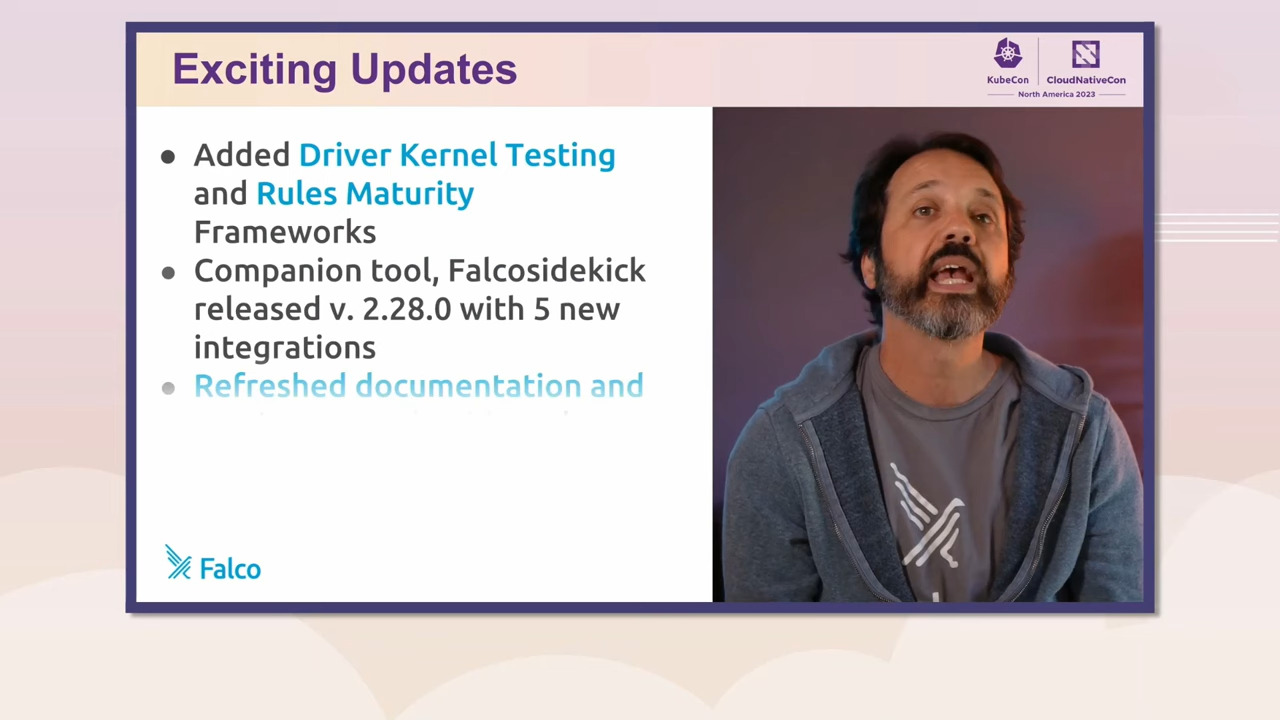 Exciting Updates
KubeCon
CloudNativeCon
North America 2023
● Added Driver Kernel Testing
and Rules Maturity
Frameworks
● Companion tool, Falcosidekick
released v. 2.28.0 with 5 new
integrations
● Refreshed documentation and
Falco